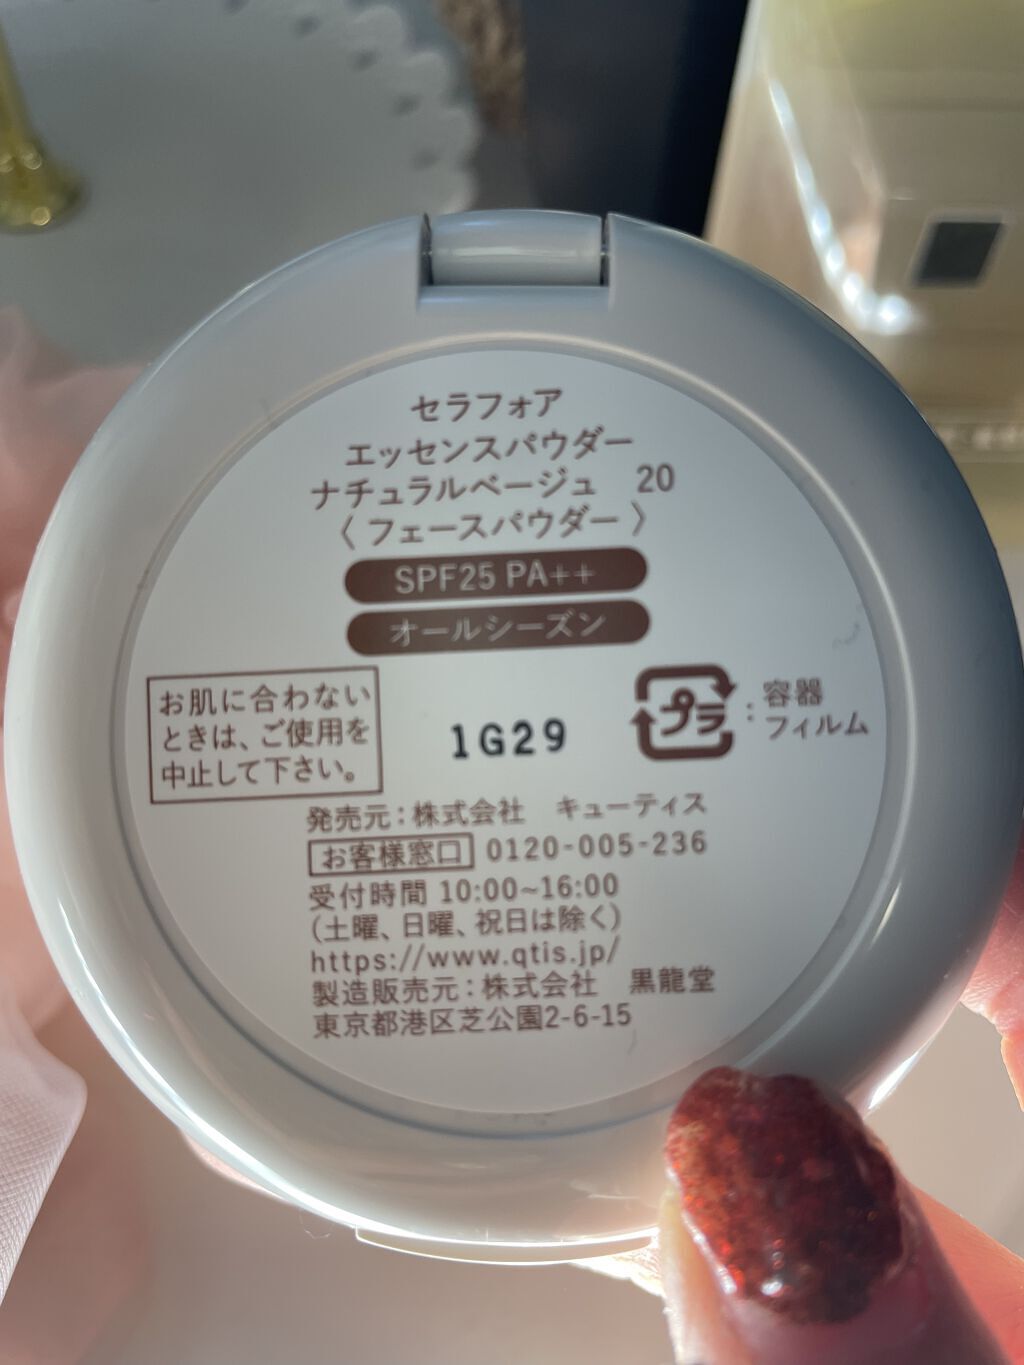 セラフォア
エッセンスパウダー
ナチュラルベージュ　20
〈フェースパウダー〉
SPF25 PA++
オールシーズン
お肌に合わない
ときは、ご使用を
中止して下さい。
1G29
プラ
：容器
フィルム
発売元：株式会社　キューティス
お客様窓口 0120-005-236
受付時間 10:00~16:00
(土曜、日曜、祝日は除く)
https://www.qtis.jp/
製造販売元：株式会社　黒龍堂
東京都港区芝公園2-6-15